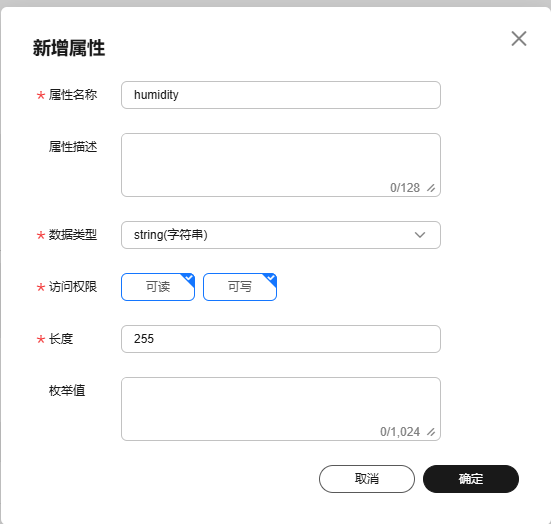 新增属性
* 属性名称 humidity
属性描述
0/128
* 数据类型 string(字符串)
* 访问权限 可读 可写
* 长度 255
枚举值
0/1,024
取消 确定